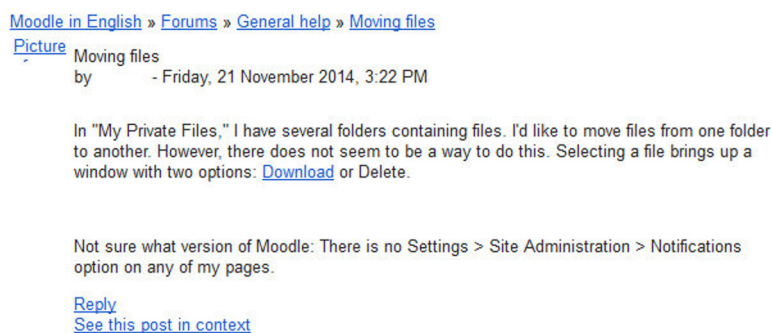 Moodle in English » Forums » General help » Moving files
Picture
Moving files
by - Friday, 21 November 2014, 3:22 PM
In "My Private Files," I have several folders containing files. I'd like to move files from one folder
to another. However, there does not seem to be a way to do this. Selecting a file brings up a
window with two options: Download or Delete.
Not sure what version of Moodle: There is no Settings > Site Administration > Notifications
option on any of my pages.
Reply
See this post in context